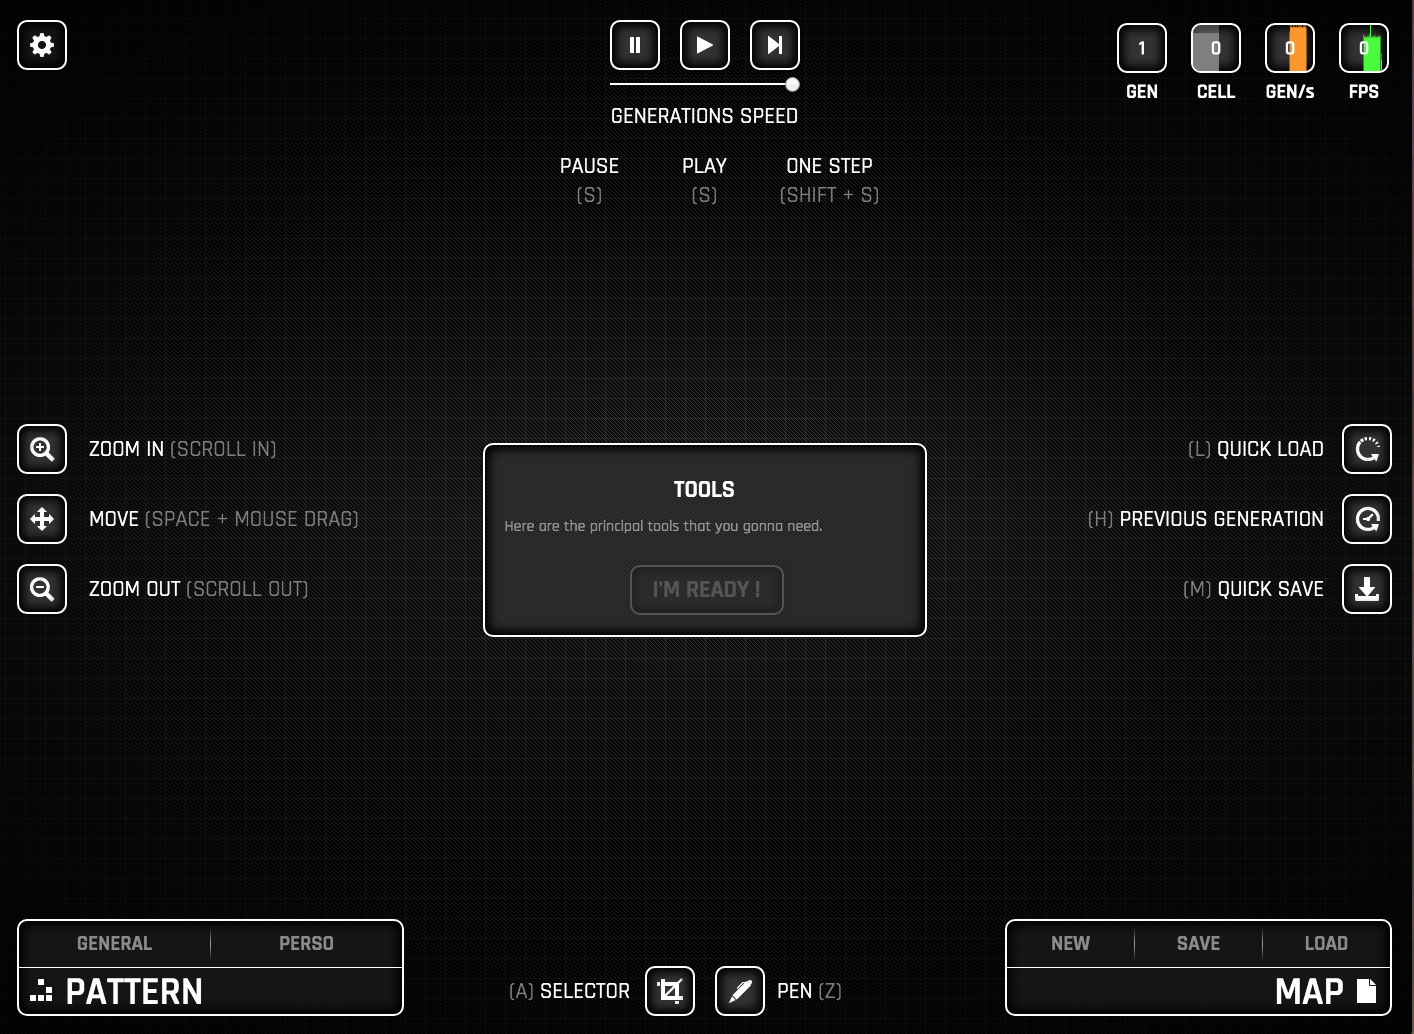 1 0 0 0
GEN CELL GEN/s FPS
GENERATIONS SPEED
PAUSE PLAY ONE STEP
(S) (S) (SHIFT + S)
ZOOM IN (SCROLL IN)
(L) QUICK LOAD
MOVE (SPACE + MOUSE DRAG)
(H) PREVIOUS GENERATION
ZOOM OUT (SCROLL OUT)
(M) QUICK SAVE
TOOLS
Here are the principal tools that you gonna need.
I'M READY !
GENERAL PERSO
PATTERN
(A) SELECTOR
PEN (Z)
NEW SAVE LOAD
MAP